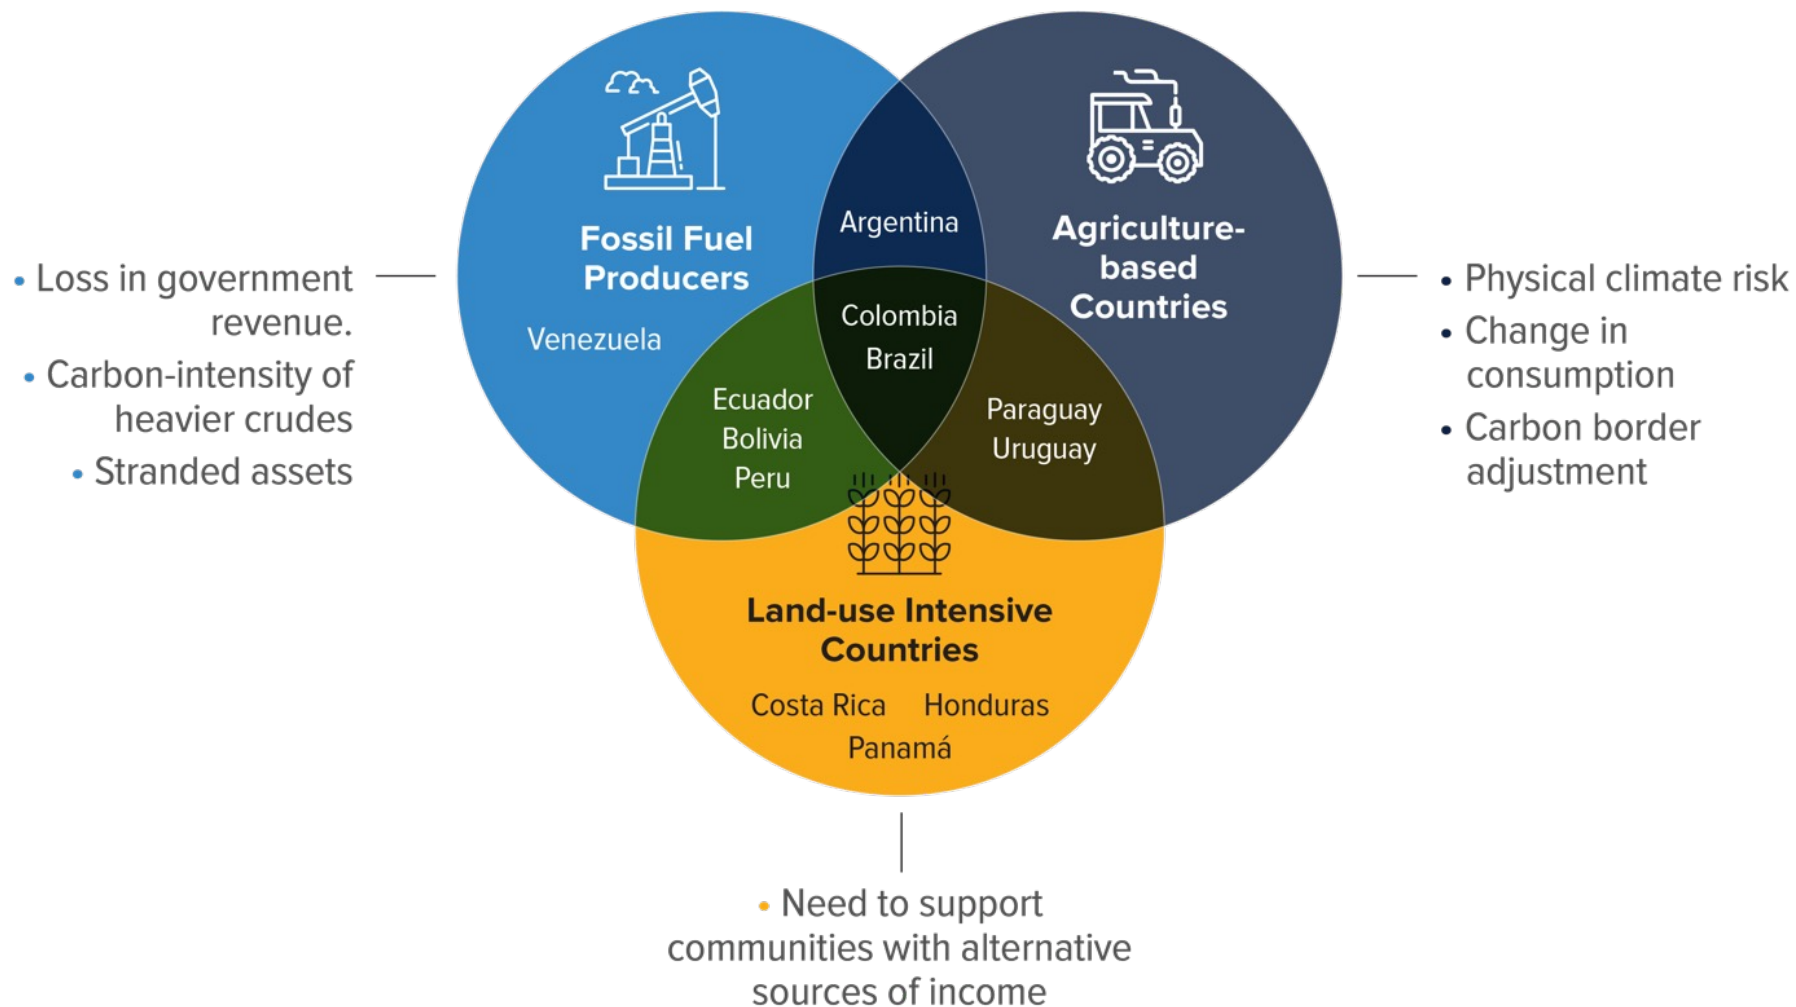 Fossil Fuel
Producers
Venezuela
Argentina
Agriculture-
based
Countries
Colombia
Brazil
Ecuador
Bolivia
Peru
Paraguay
Uruguay
Land-use Intensive
Countries
Costa Rica Honduras
Panamá
• Loss in government
revenue.
• Carbon-intensity of
heavier crudes
• Stranded assets
• Physical climate risk
• Change in
consumption
• Carbon border
adjustment
• Need to support
communities with alternative
sources of income